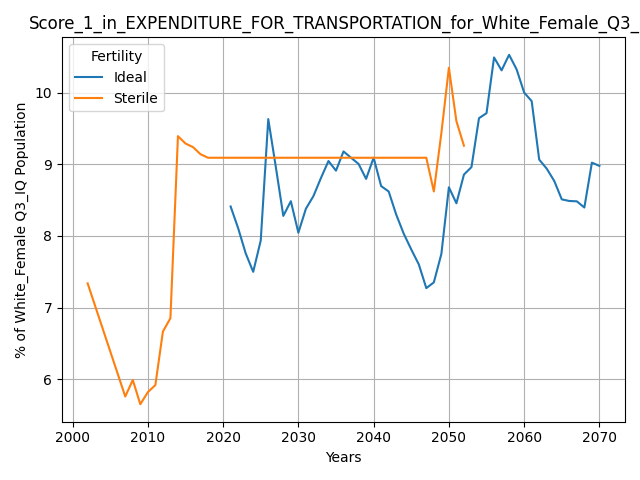 Score_1_in_EXPENDITURE_FOR_TRANSPORTATION_for_White_Female_Q3_
Fertility
Ideal
Sterile
% of White_Female Q3_IQ Population
10
9
8
7
6
2000 2010 2020 2030 2040 2050 2060 2070
Years